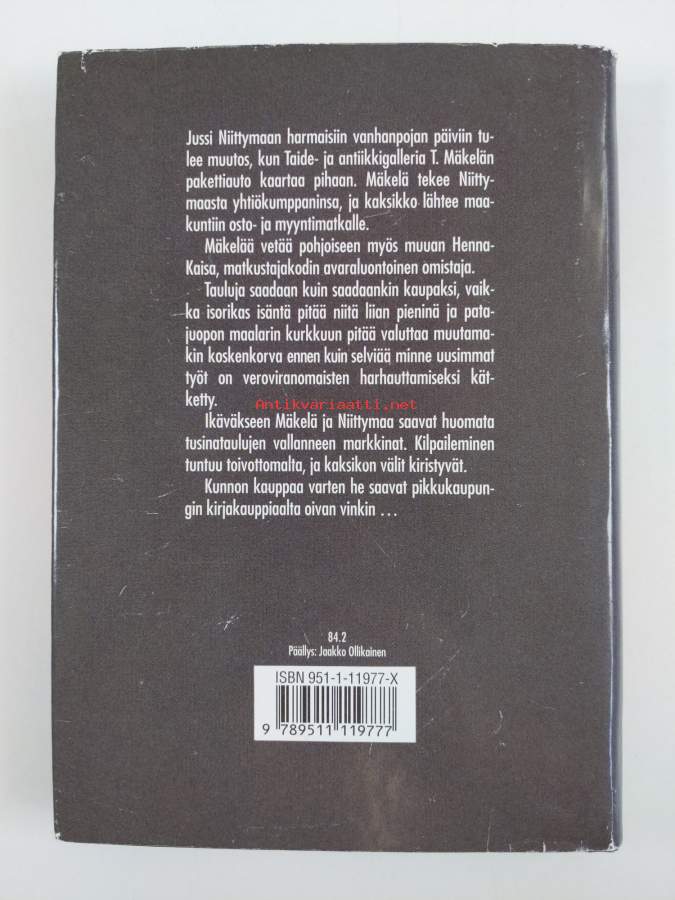 Jussi Niittymaan harmaisiin vanhanpojan päiviin tu-
lee muutos, kun Taide- ja antiikkigalleria T. Mäkelän
pakettiauto kaartaa pihaan. Mäkelä tekee Niitty-
maasta yhtiökumppaninsa, ja kaksikko lähtee maa-
kuntiin osto- ja myyntimatkalle.
Mäkelää vetää pohjoiseen myös muuan Henna-
Kaisa, matkustajakodin avaraluontoinen omistaja.
Tauluja saadaan kuin saadaankin kaupaksi, vaik-
ka isorikas isäntä pitää niitä liian pieninä ja pata-
juopon maalarin kurkkuun pitää valuttaa muutama-
kin koskenkorva ennen kuin selviää minne uusimmat
työt on veroviranomaisten harhauttamiseksi kät-
ketty.
Antikvariaatti.net
Ikäväkseen Mäkelä ja Niittymaa saavat huomata
tusinataulujen vallanneen markkinat. Kilpaileminen
tuntuu toivottomalta, ja kaksikon välit kiristyvät.
Kunnon kauppaa varten he saavat pikkukaupun-
gin kirjakauppiaalta oivan vinkin ...
84.2
Päällys: Jaakko Ollikainen
ISBN 951-1-11977-X
9 789511 119777